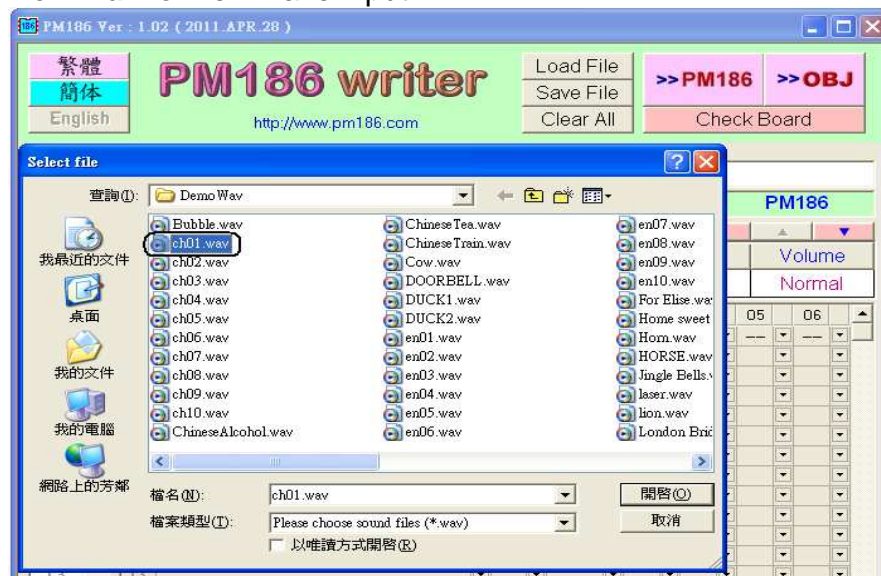 PM186 Ver : 1.02 ( 2011.APR.28 )
繁體
簡体
English
PM186 writer
http://www.pm186.com
Load File
Save File
Clear All
>>PM186
>>OBJ
Check Board
Select file
查詢(I):
Demo Wav
PM186
Volume
Normal
05
06
我最近的文件
桌面
我的文件
我的電腦
網路上的芳鄰
Bubble.wav
ch01.wav
ch02.wav
ch03.wav
ch04.wav
ch05.wav
ch06.wav
ch07.wav
ch08.wav
ch09.wav
ch10.wav
ChineseAlcohol.wav
ChineseTea.wav
ChineseTrain.wav
Cow.wav
DOORBELL.wav
DUCK1.wav
DUCK2.wav
en01.wav
en02.wav
en03.wav
en04.wav
en05.wav
en06.wav
en07.wav
en08.wav
en09.wav
en10.wav
For Elise.wa
Home sweet
Horn.wav
HORSE.wav
Jingle Bells.
laser.wav
lion.wav
London Bri
檔名(N):
ch01.wav
開啓(O)
檔案類型(T):
Please choose sound files (*.wav)
取消
以唯讀方式開啓(R)